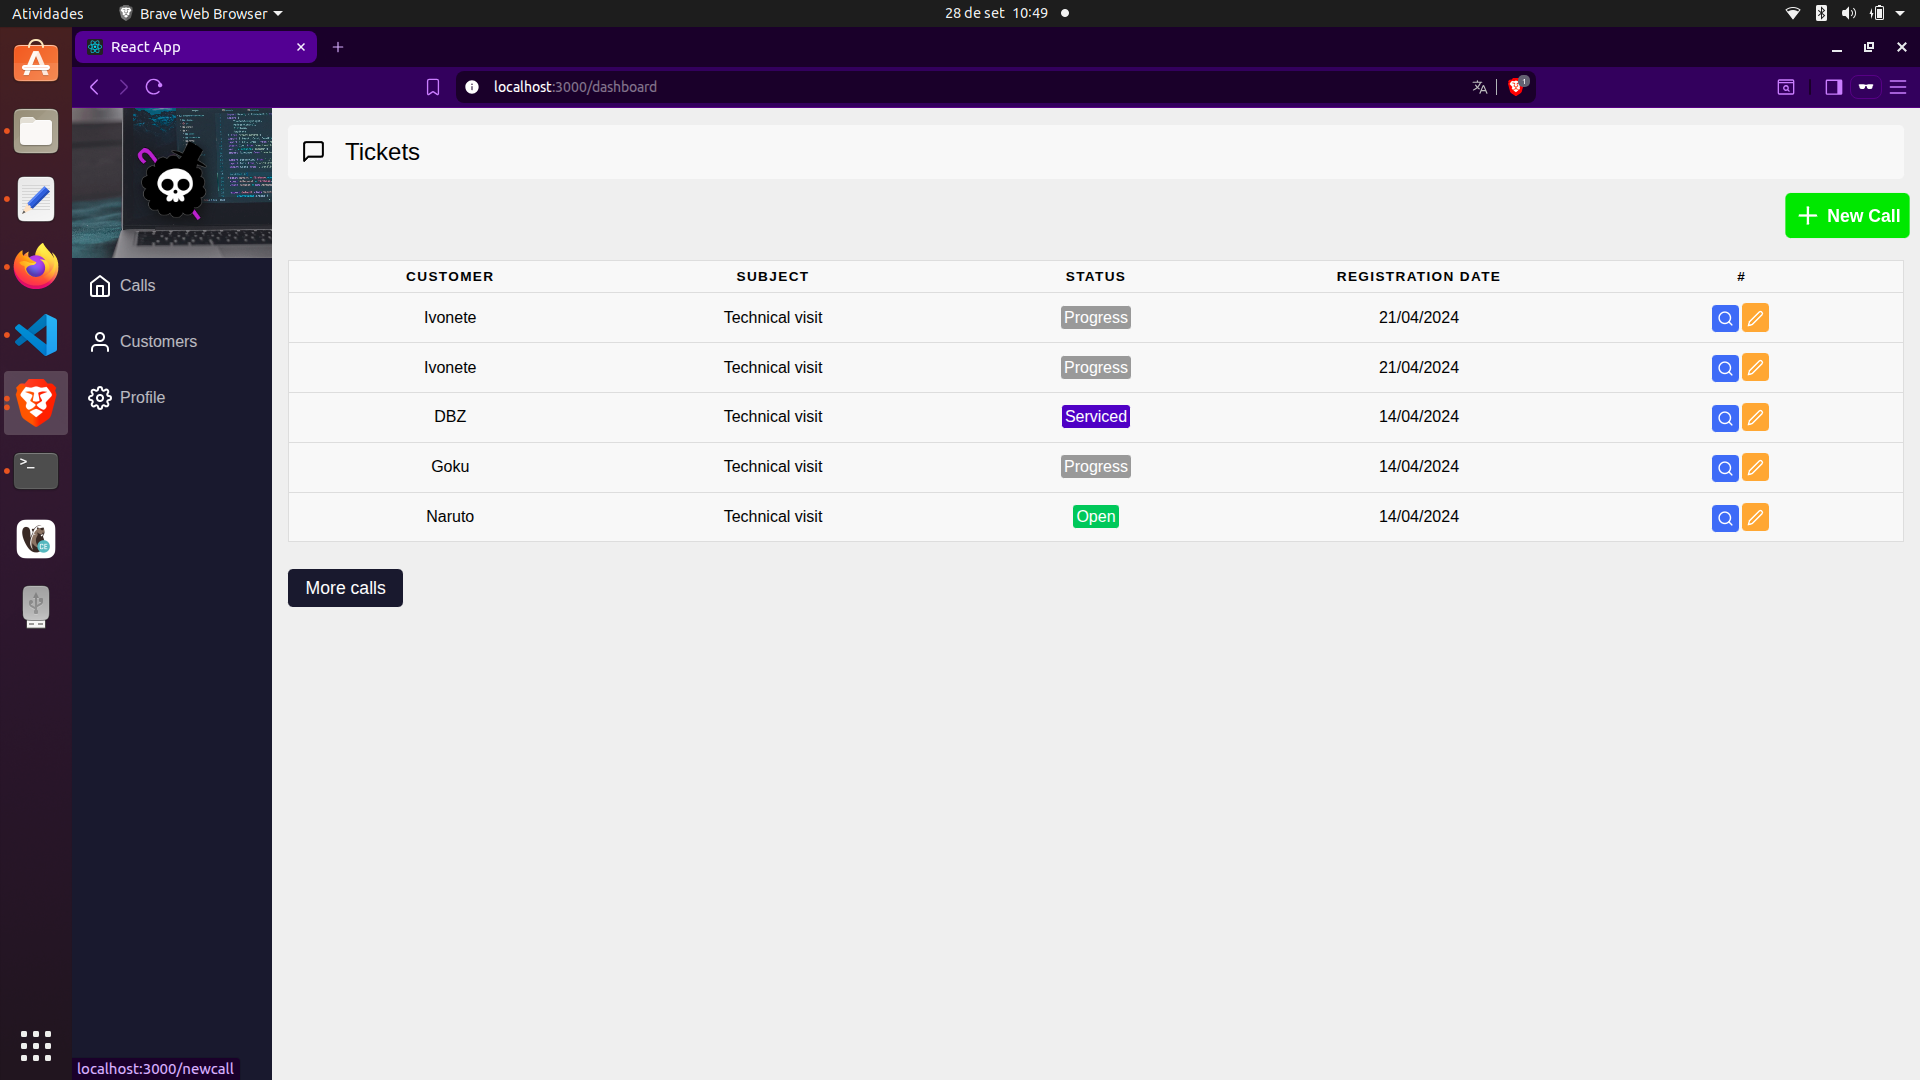 Atividades
Brave Web Browser
28 de set 10:49
React App
localhost:3000/dashboard
1
Tickets
New Call
CUSTOMER SUBJECT STATUS REGISTRATION DATE #
Ivonete Technical visit Progress 21/04/2024
Ivonete Technical visit Progress 21/04/2024
DBZ Technical visit Serviced 14/04/2024
Goku Technical visit Progress 14/04/2024
Naruto Technical visit Open 14/04/2024
More calls
Calls
Customers
Profile
localhost:3000/newcall